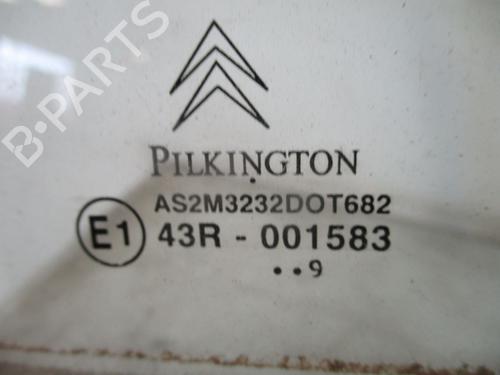 B-PARTS
PILKINGTON
AS2M3232DOT682
E1 43R - 001583
..9